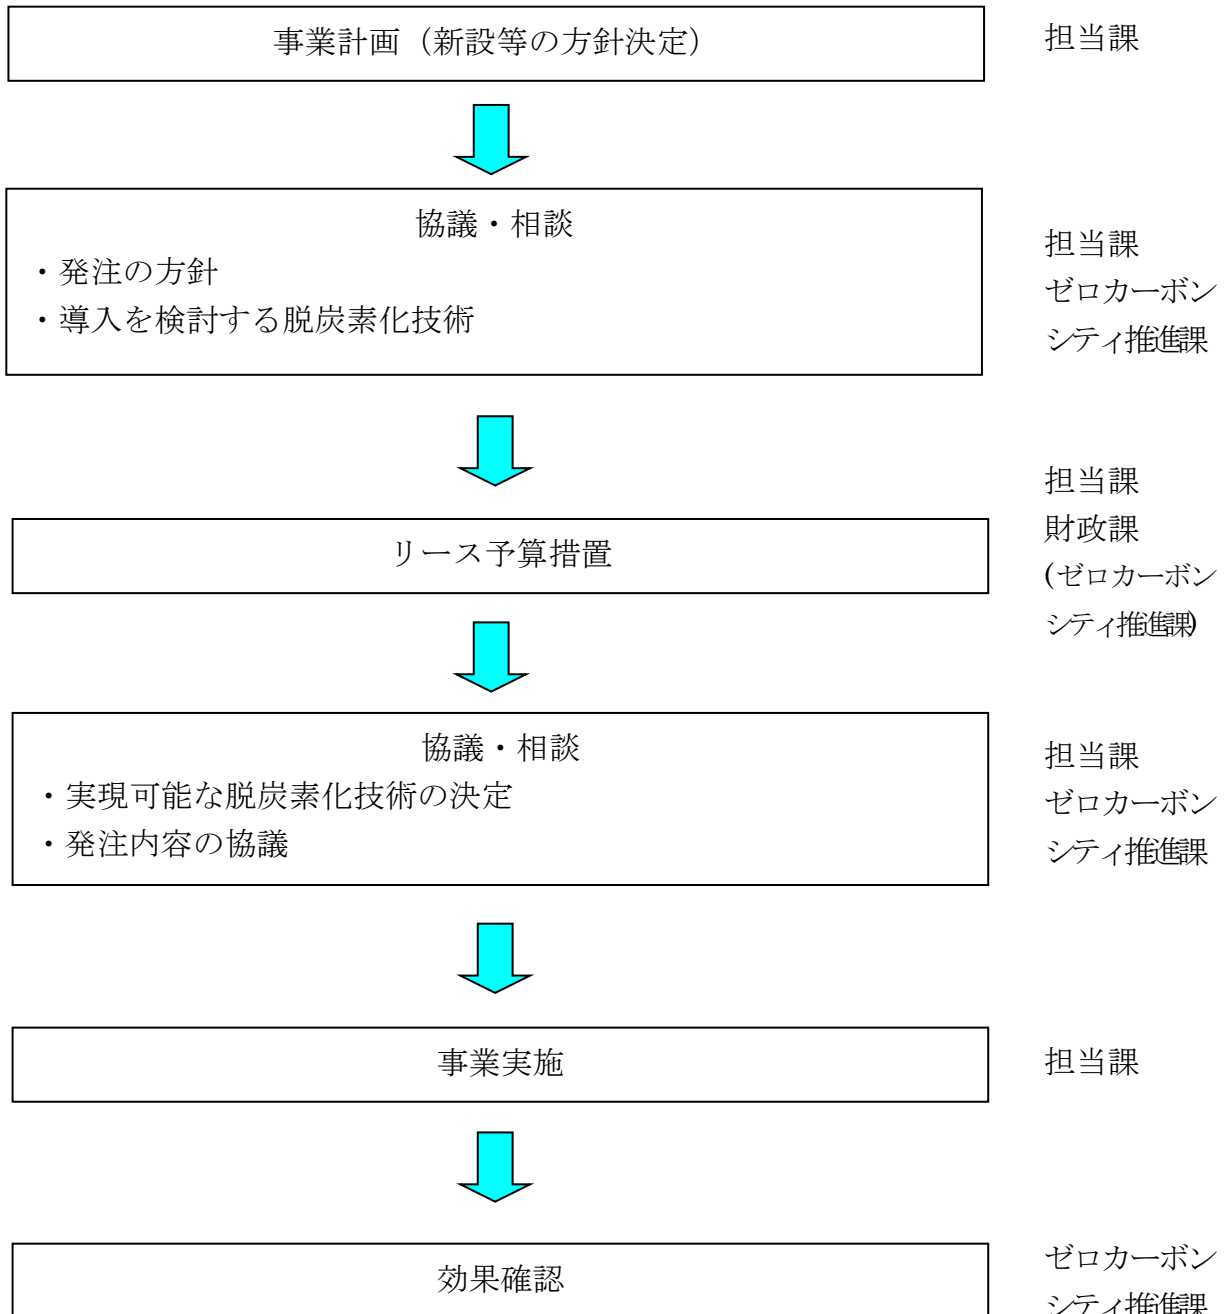 事業計画（新設等の方針決定）
担当課
協議・相談
・発注の方針
・導入を検討する脱炭素化技術
担当課
ゼロカーボン
シティ推進課
リース予算措置
担当課
財政課
(ゼロカーボン
シティ推進課)
協議・相談
・実現可能な脱炭素化技術の決定
・発注内容の協議
担当課
ゼロカーボン
シティ推進課
事業実施
担当課
効果確認
ゼロカーボン
シティ推進課